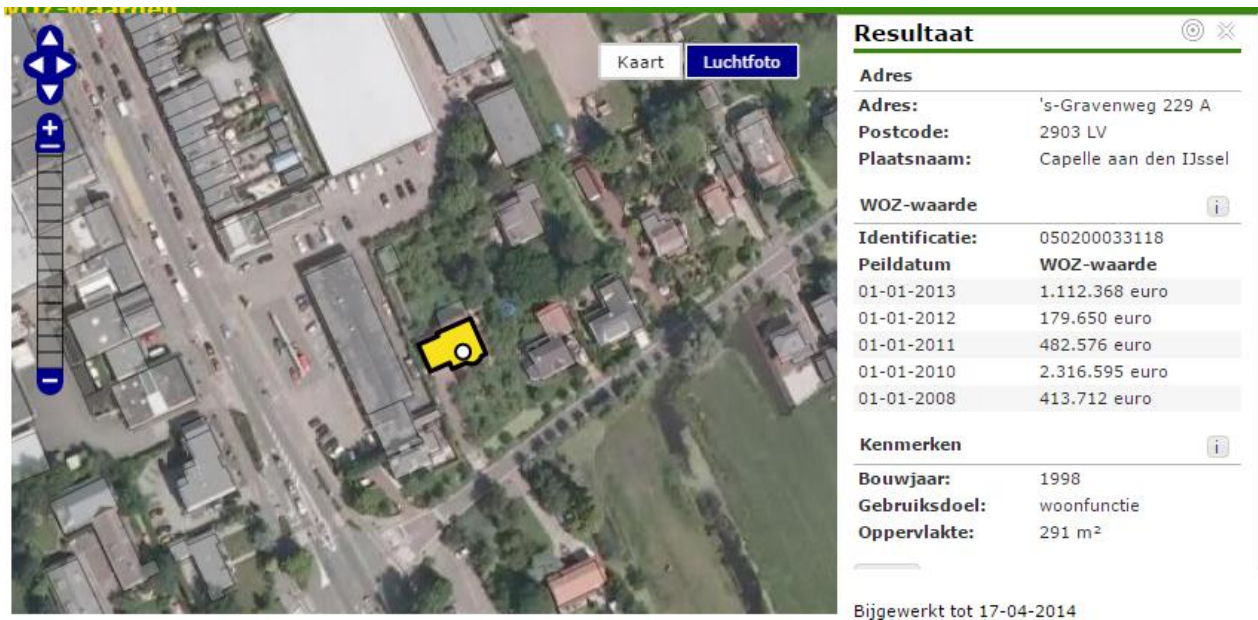 WOZ-waarden
Kaart
Luchtfoto
Resultaat
Adres
Adres: 's-Gravenweg 229 A
Postcode: 2903 LV
Plaatsnaam: Capelle aan den IJssel
WOZ-waarde i
Identificatie: 050200033118
Peildatum WOZ-waarde
01-01-2013 1.112.368 euro
01-01-2012 179.650 euro
01-01-2011 482.576 euro
01-01-2010 2.316.595 euro
01-01-2008 413.712 euro
Kenmerken i
Bouwjaar: 1998
Gebruiksdoel: woonfunctie
Oppervlakte: 291 m²
Bijgewerkt tot 17-04-2014